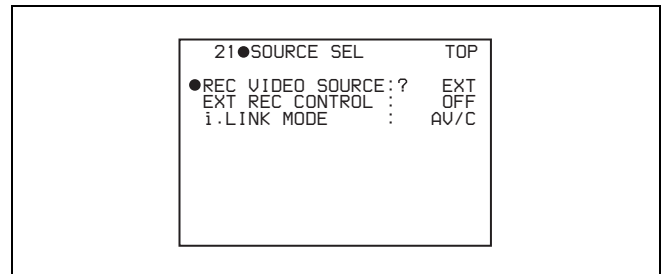 21●SOURCE SEL TOP
●REC VIDEO SOURCE:? EXT
EXT REC CONTROL : OFF
i.LINK MODE : AV/C